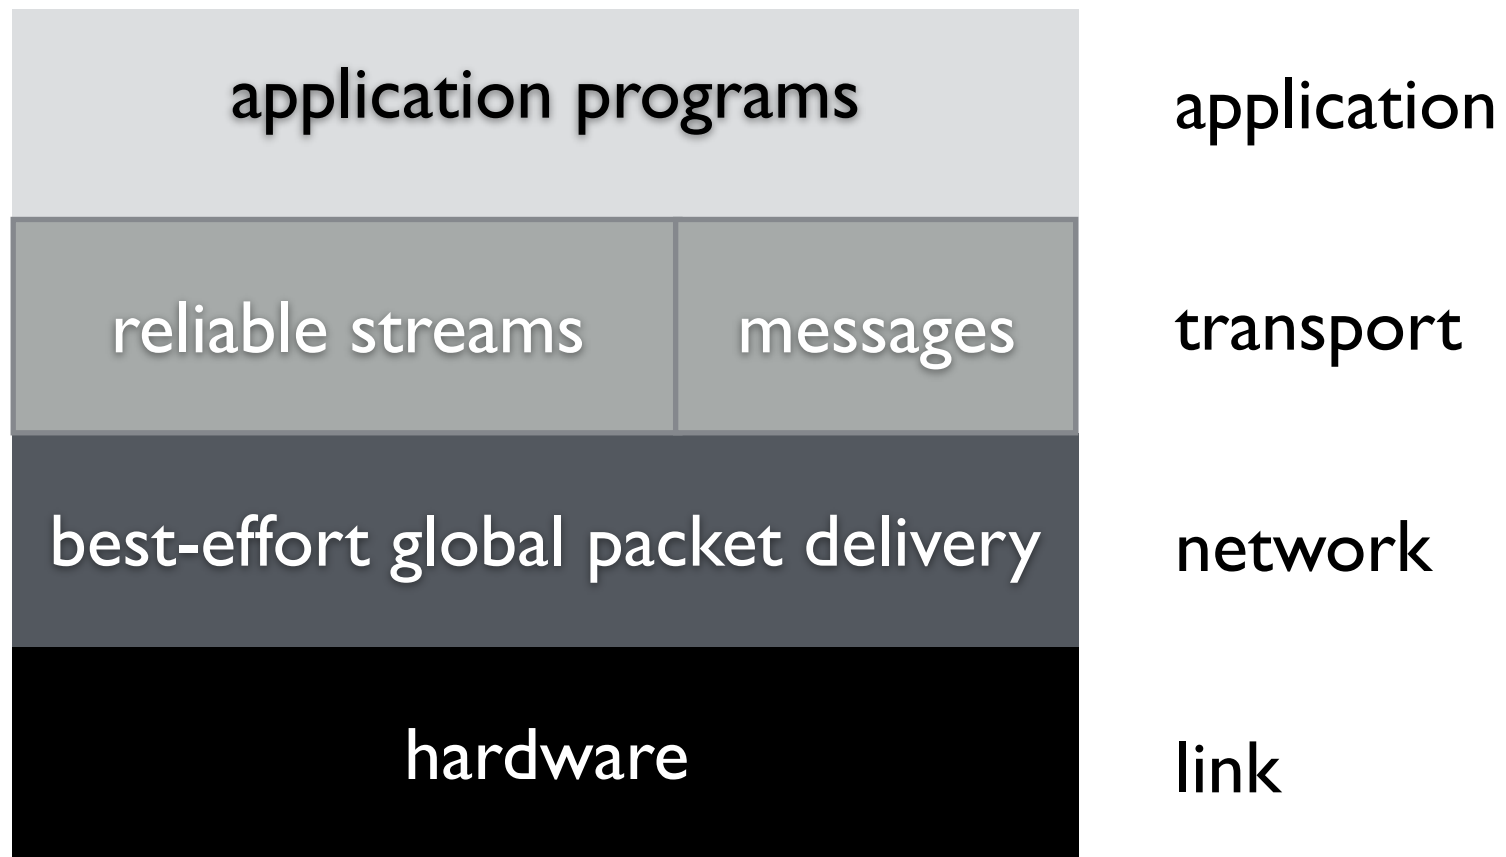 application programs
application
reliable streams
messages
transport
best-effort global packet delivery
network
hardware
link